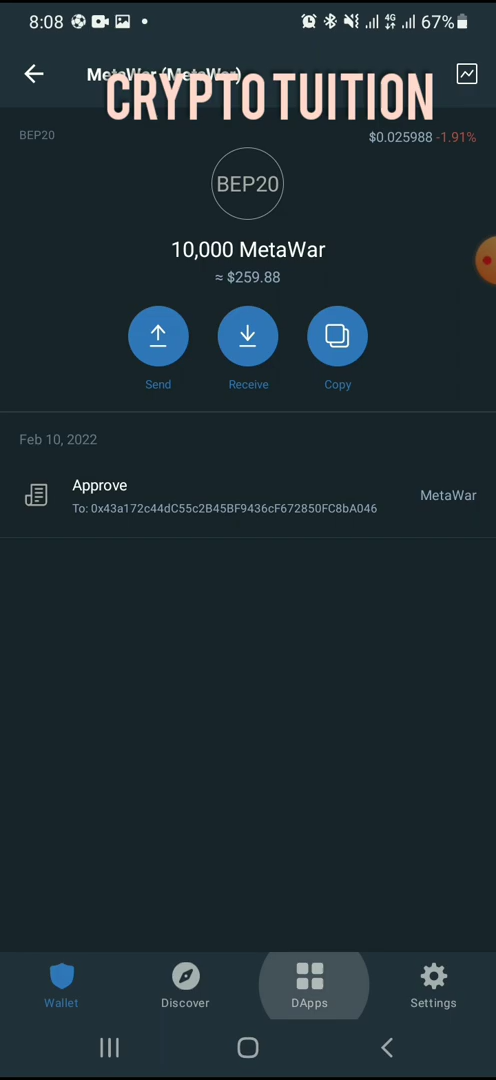 8:08 4G 67%
MetaWar (MetaWar)
CRYPTO TUITION
BEP20 $0.025988 -1.91%
BEP20
10,000 MetaWar
≈ $259.88
Send Receive Copy
Feb 10, 2022
Approve
MetaWar
To: 0x43a172c44dC55c2B45BF9436cF672850FC8bA046
Wallet Discover DApps Settings